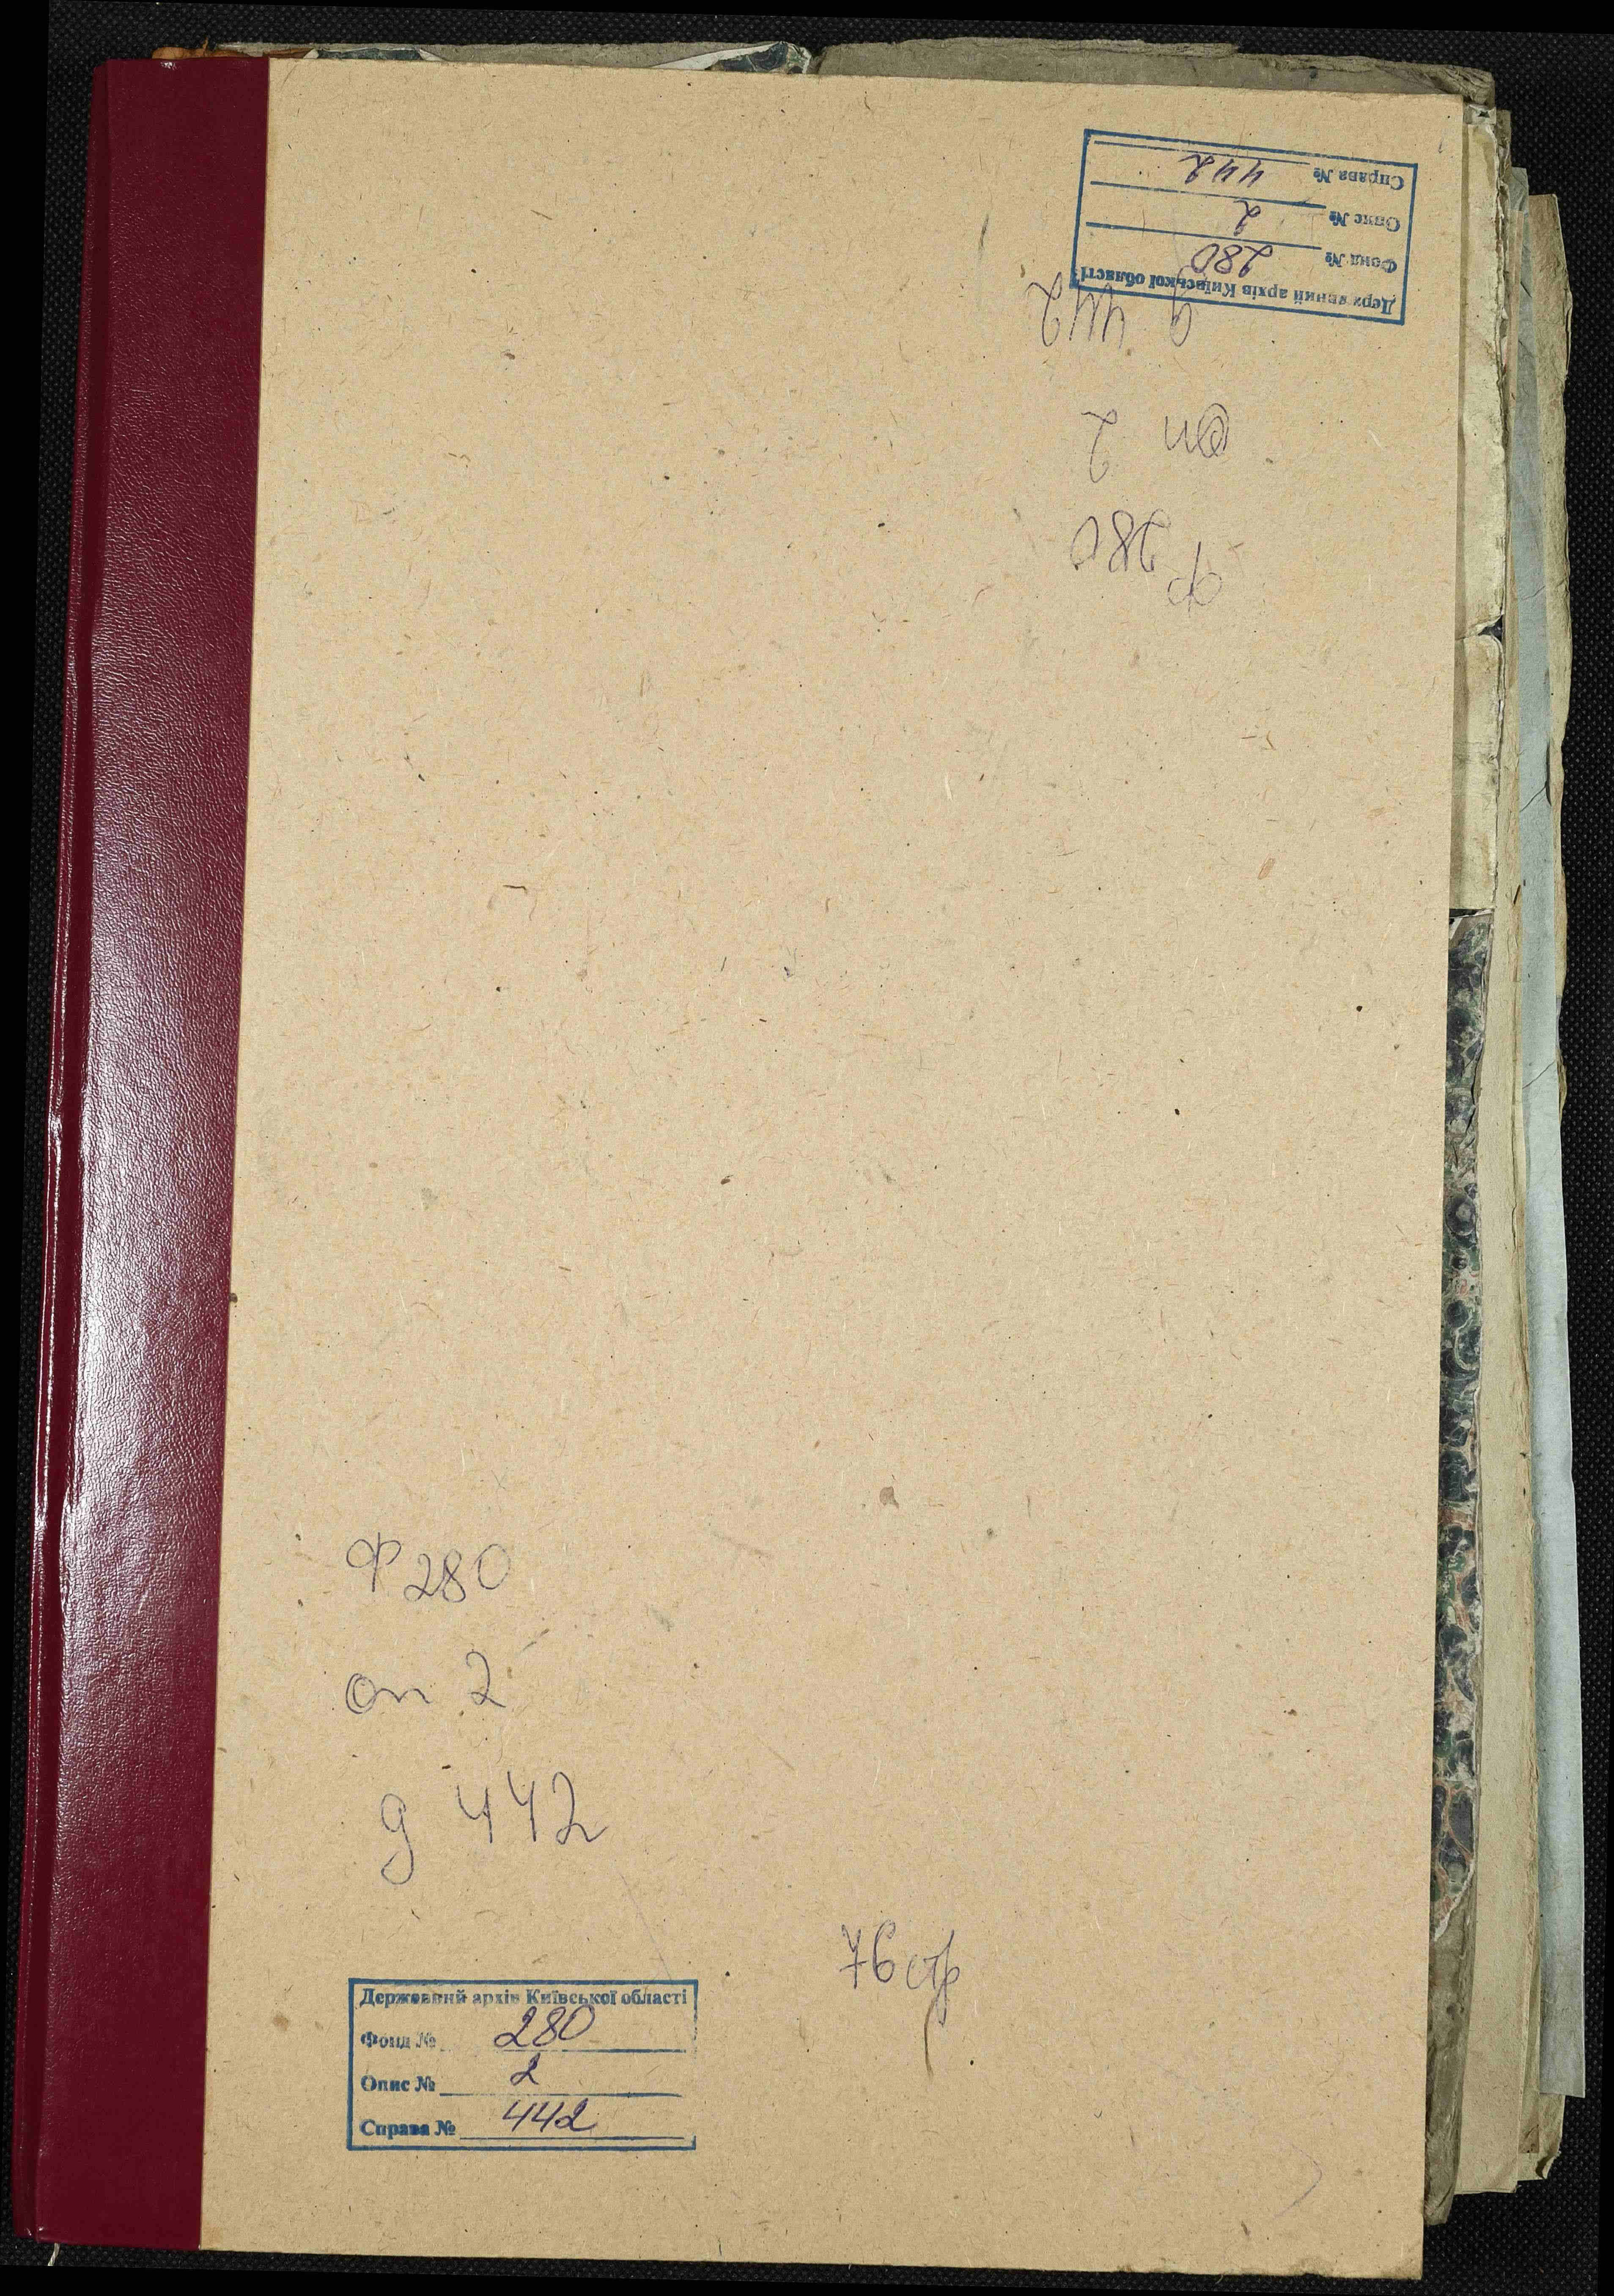 Справа № 442
Опис № 2
Фонд № 280
Державний архів Київської області
д 442
Оп 2
Ф 280
Ф 280
оп 2
д 442
76 стр
Державний архів Київської області
Фонд № 280
Опис № 2
Справа № 442